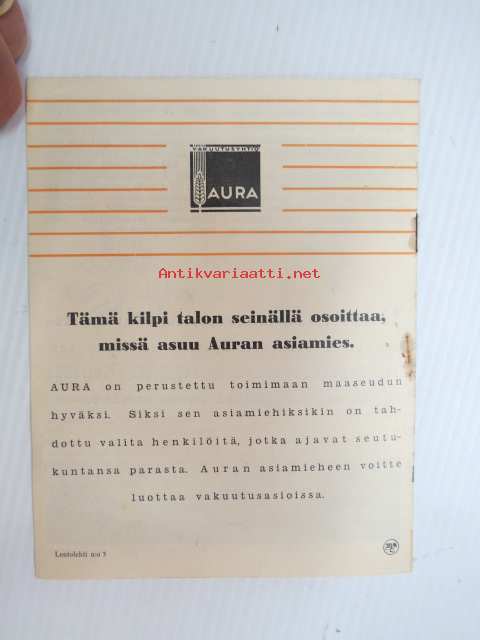 VAKUUTUSYHTIÖ
AURA
Antikvariaatti.net
Tämä kilpi talon seinällä osoittaa,
missä asuu Auran asiamies.
AURA on perustettu toimimaan maaseudun
hyväksi. Siksi sen asiamiehiksikin on tah-
dottu valita henkilöitä, jotka ajavat seutu-
kuntansa parasta. Auran asiamieheen voitte
luottaa vakuutusasioissa.
Lentolehti n:o 5